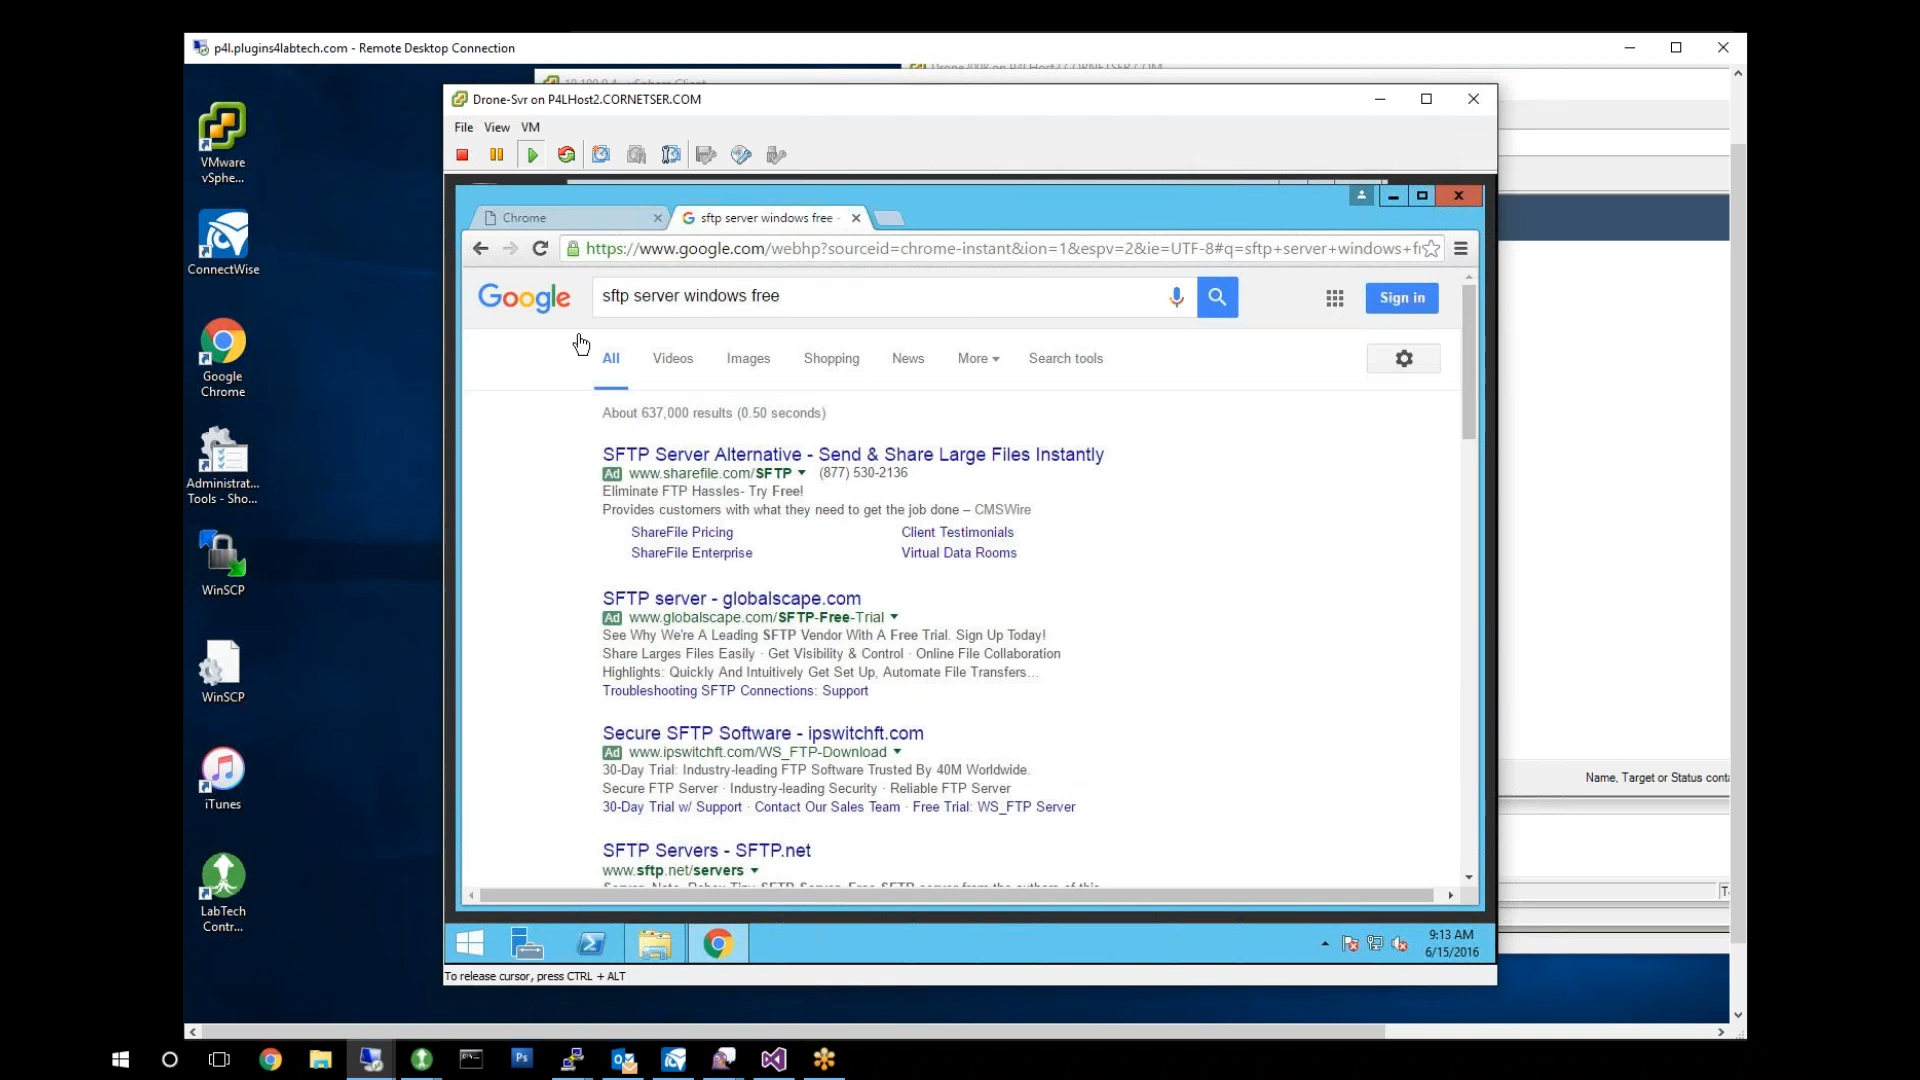 p4l.plugins4labtech.com - Remote Desktop Connection
Drone-Svr on P4LHost2.CORNETSER.COM
File View VM
Chrome
sftp server windows free
https://www.google.com/webhp?sourceid=chrome-instant&ion=1&espv=2&ie=UTF-8#q=sftp+server+windows+f
Google
sftp server windows free
Sign in
All Videos Images Shopping News More Search tools
About 637,000 results (0.50 seconds)
SFTP Server Alternative - Send & Share Large Files Instantly
Ad www.sharefile.com/SFTP (877) 530-2136
Eliminate FTP Hassles- Try Free!
Provides customers with what they need to get the job done – CMSWire
ShareFile Pricing Client Testimonials
ShareFile Enterprise Virtual Data Rooms
SFTP server - globalscape.com
Ad www.globalscape.com/SFTP-Free-Trial
See Why We're A Leading SFTP Vendor With A Free Trial. Sign Up Today!
Share Larges Files Easily · Get Visibility & Control · Online File Collaboration
Highlights: Quickly And Intuitively Get Set Up, Automate File Transfers…
Troubleshooting SFTP Connections: Support
Secure SFTP Software - ipswitchft.com
Ad www.ipswitchft.com/WS_FTP-Download
30-Day Trial: Industry-leading FTP Software Trusted By 40M Worldwide.
Secure FTP Server · Industry-leading Security · Reliable FTP Server
30-Day Trial w/ Support · Contact Our Sales Team · Free Trial: WS_FTP Server
SFTP Servers - SFTP.net
www.sftp.net/servers
9:13 AM
6/15/2016
To release cursor, press CTRL + ALT
VMware
vSphe...
ConnectWise
Google
Chrome
Administrat...
Tools - Sho...
WinSCP
WinSCP
iTunes
LabTech
Contr...
Name, Target or Status
Ps